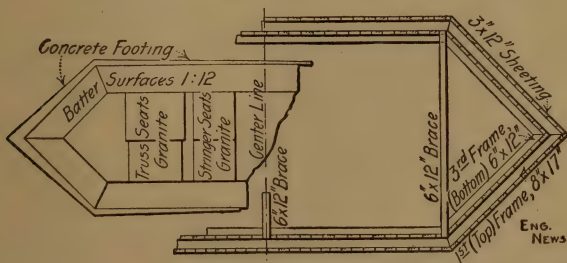 Concrete Footing
Batter Surfaces 1:12
Truss Seats
Granite
Stringer Seats
Granite
Center Line
6"x12" Brace
6"x12" Brace
3"x12" Sheeting
3rd Frame,
(Bottom) 6"x12"
1st (Top) Frame, 8"x17"
ENG.
NEWS